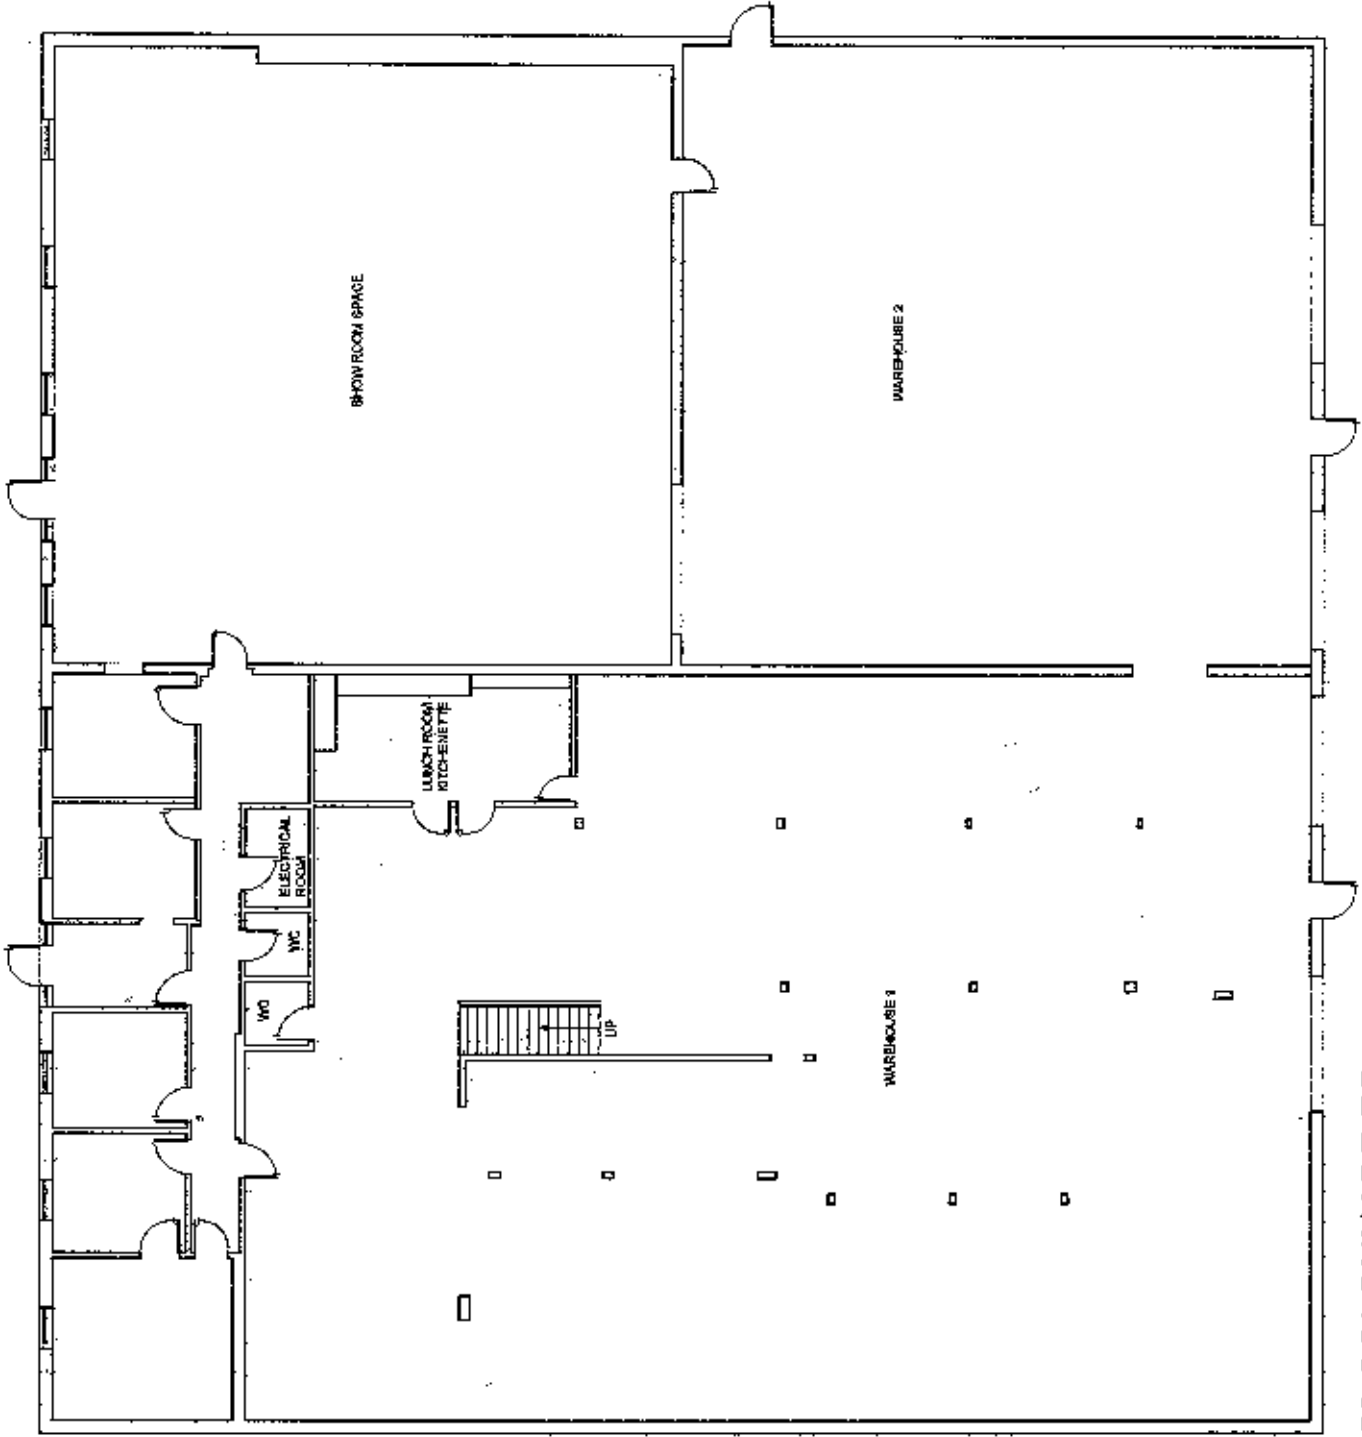 SHOW ROOM SPACE
WAREHOUSE 2
LUNCH ROOM
KITCHENETTE
ELECTRICAL
ROOM
WC
WC
UP
WAREHOUSE 1